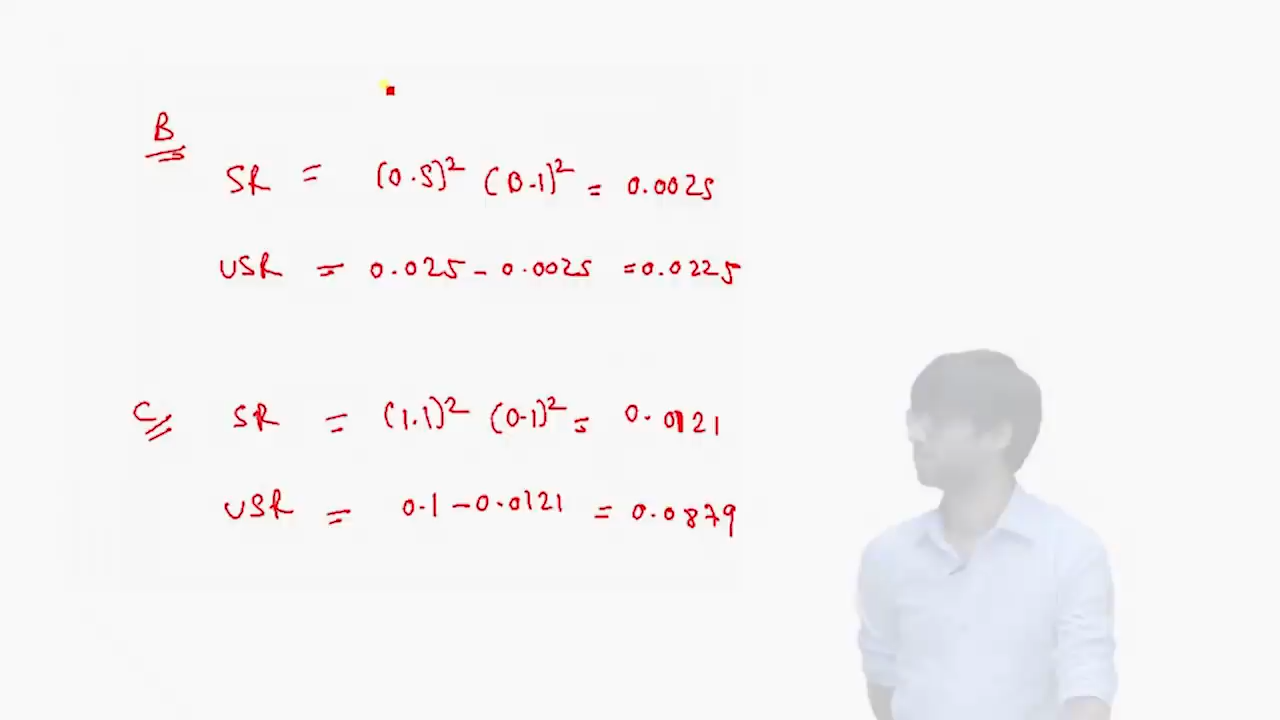 B
SR = (0.5)² (0.1)² = 0.0025
USR = 0.025 - 0.0025 = 0.0225
C SR = (1.1)² (0.1)² = 0.0121
USR = 0.1 - 0.0121 = 0.0879